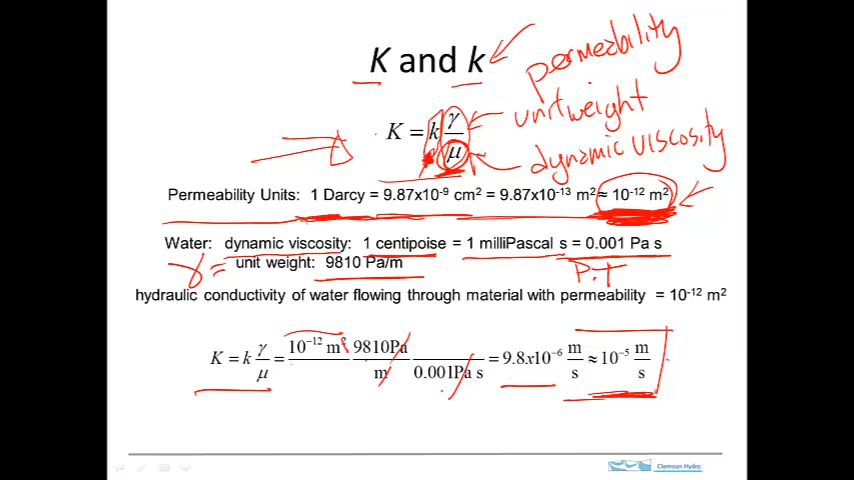 K and k
permeability
unit weight
dynamic viscosity
K = k γ/μ
Permeability Units: 1 Darcy = 9.87x10⁻⁹ cm² = 9.87x10⁻¹³ m² ≈ 10⁻¹² m²
Water: dynamic viscosity: 1 centipoise = 1 milliPascal s = 0.001 Pa s
γ = unit weight: 9810 Pa/m
P.T
hydraulic conductivity of water flowing through material with permeability = 10⁻¹² m²
K = k γ/μ = 10⁻¹² m² 9810Pa/m /0.001Pa s = 9.8x10⁻⁶ m/s ≈ 10⁻⁵ m/s
Clemson Hydro